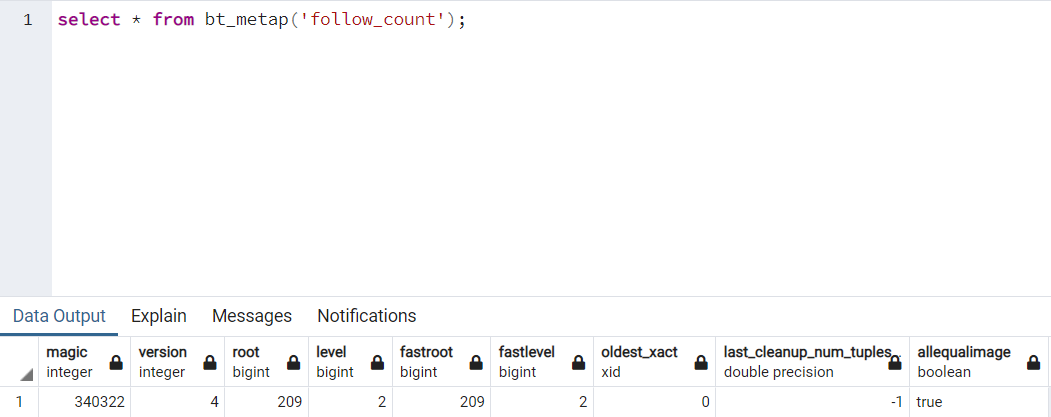 1 select * from bt_metap('follow_count');
Data Output Explain Messages Notifications
magic version root level fastroot fastlevel oldest_xact last_cleanup_num_tuples allequalimage
integer integer bigint bigint bigint bigint xid double precision boolean
1 340322 4 209 2 209 2 0 -1 true